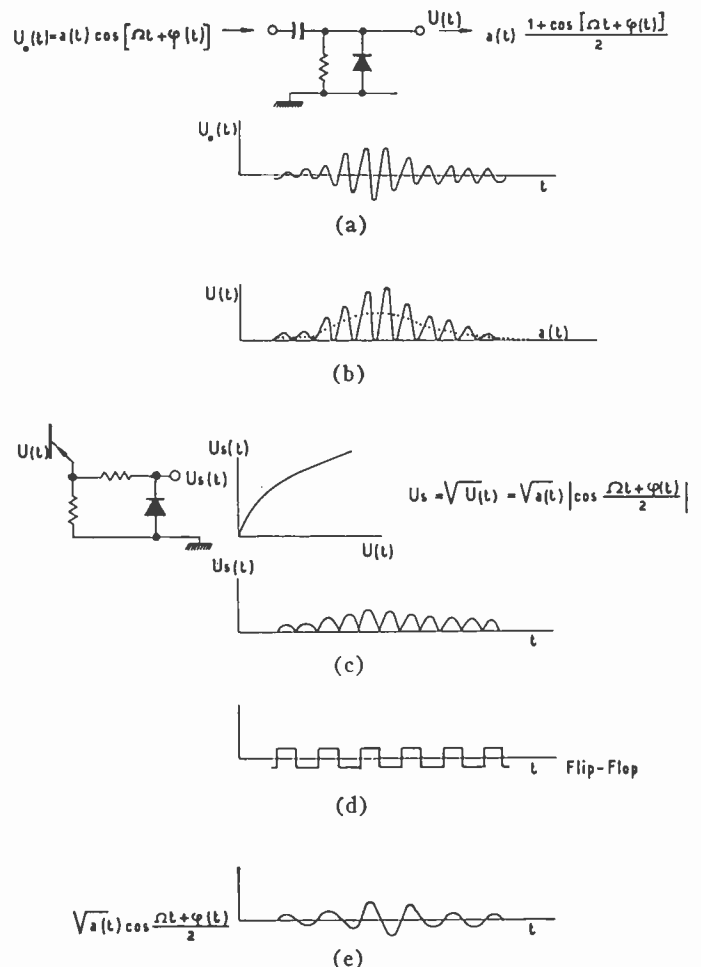 U₀(t)=a(t) cos[Ωt+φ(t)]
U(t)
a(t) 1+cos[Ωt+φ(t)]/2
U₀(t)
t
(a)
U(t)
a(t)
(b)
U(t)
Us(t)
Us(t)
U(t)
Us=√U(t) = √a(t) |cos Ωt+φ(t)/2|
Us(t)
t
(c)
t
Flip-Flop
(d)
√a(t) cos Ωt+φ(t)/2
t
(e)